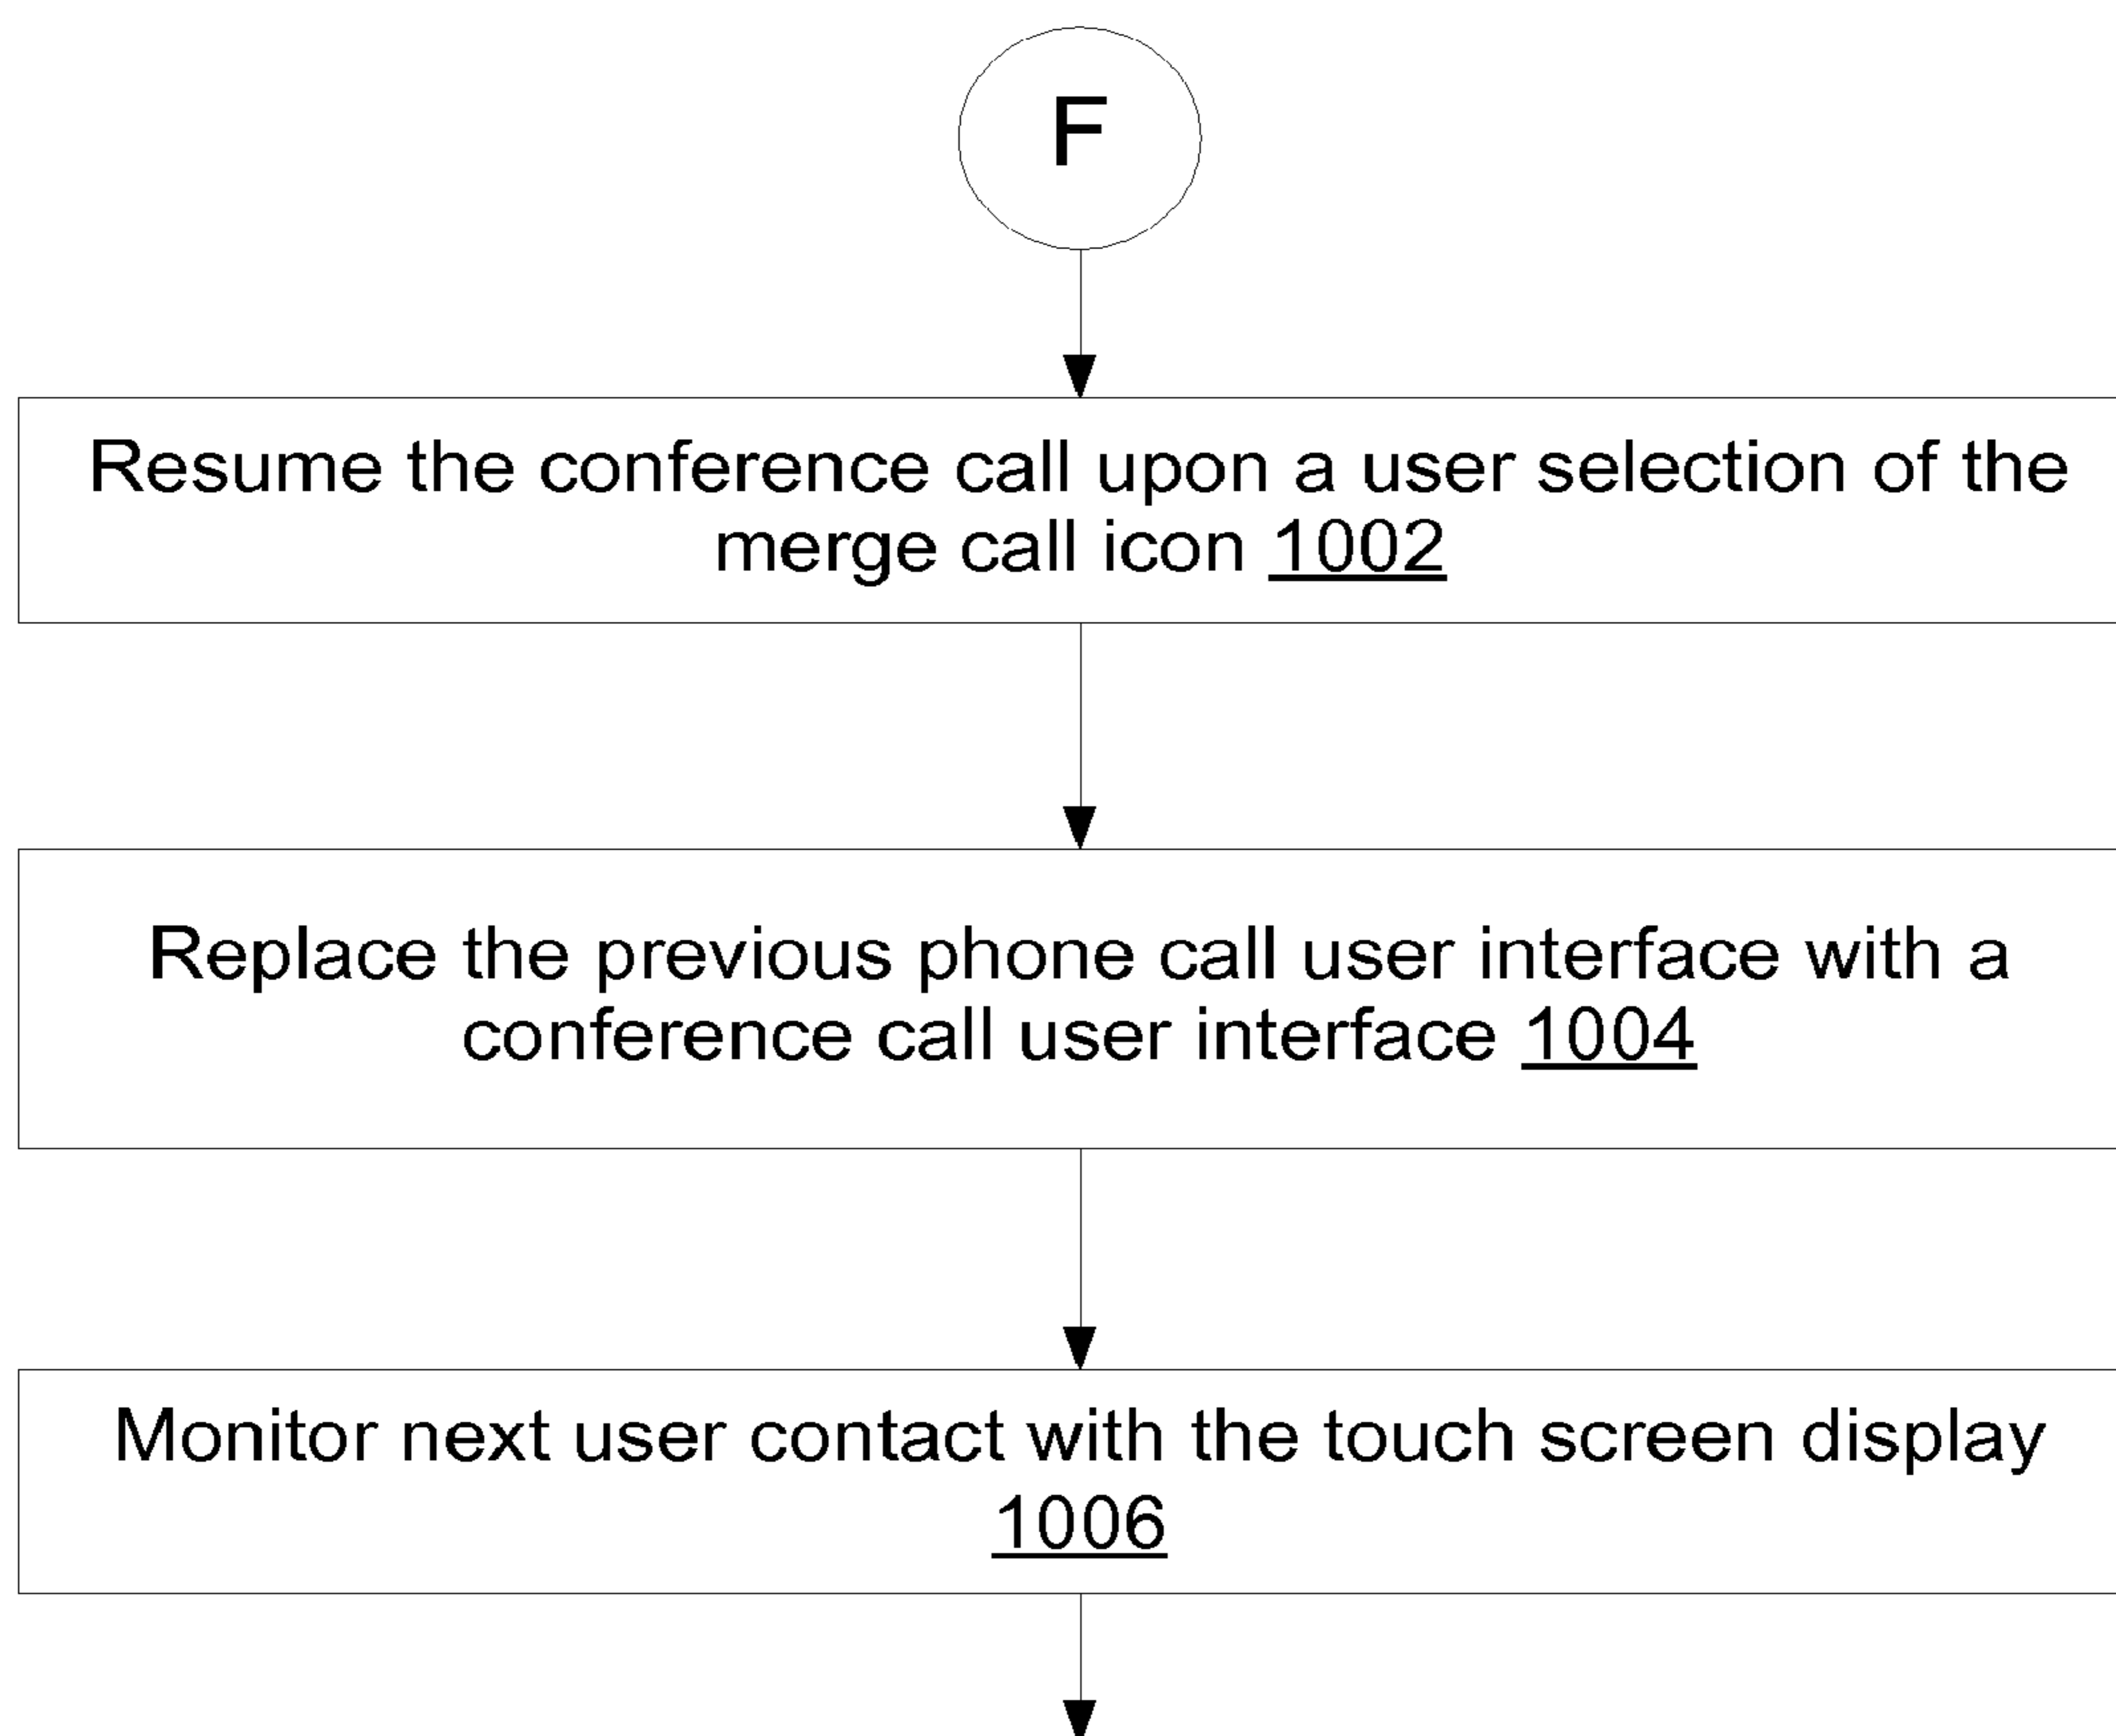 F
Resume the conference call upon a user selection of the
merge call icon 1002
Replace the previous phone call user interface with a
conference call user interface 1004
Monitor next user contact with the touch screen display
1006